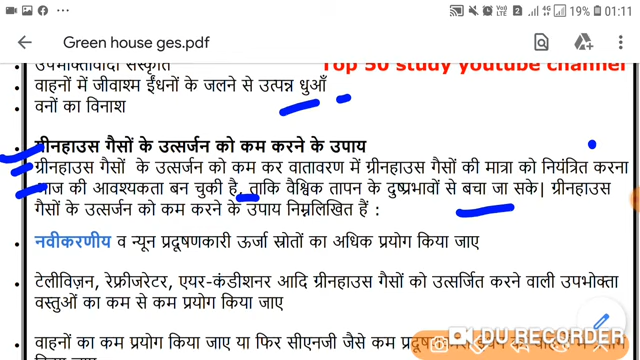 19% 01:11
Green house ges.pdf
उपभोक्तावादी संस्कृति
Top 50 study youtube channel
वाहनों में जीवाश्म ईंधनों के जलने से उत्पन्न धुआँ
वनों का विनाश
ग्रीनहाउस गैसों के उत्सर्जन को कम करने के उपाय
ग्रीनहाउस गैसों के उत्सर्जन को कम कर वातावरण में ग्रीनहाउस गैसों की मात्रा को नियंत्रित करना
आज की आवश्यकता बन चुकी है, ताकि वैश्विक तापन के दुष्प्रभावों से बचा जा सके| ग्रीनहाउस
गैसों के उत्सर्जन को कम करने के उपाय निम्नलिखित हैं :
नवीकरणीय व न्यून प्रदूषणकारी ऊर्जा स्रोतों का अधिक प्रयोग किया जाए
टेलीविज़न, रेफ्रीजरेटर, एयर-कंडीशनर आदि ग्रीनहाउस गैसों को उत्सर्जित करने वाली उपभोक्ता
वस्तुओं का कम से कम प्रयोग किया जाए
वाहनों का कम प्रयोग किया जाए या फिर सीएनजी जैसे कम
DU RECORDER